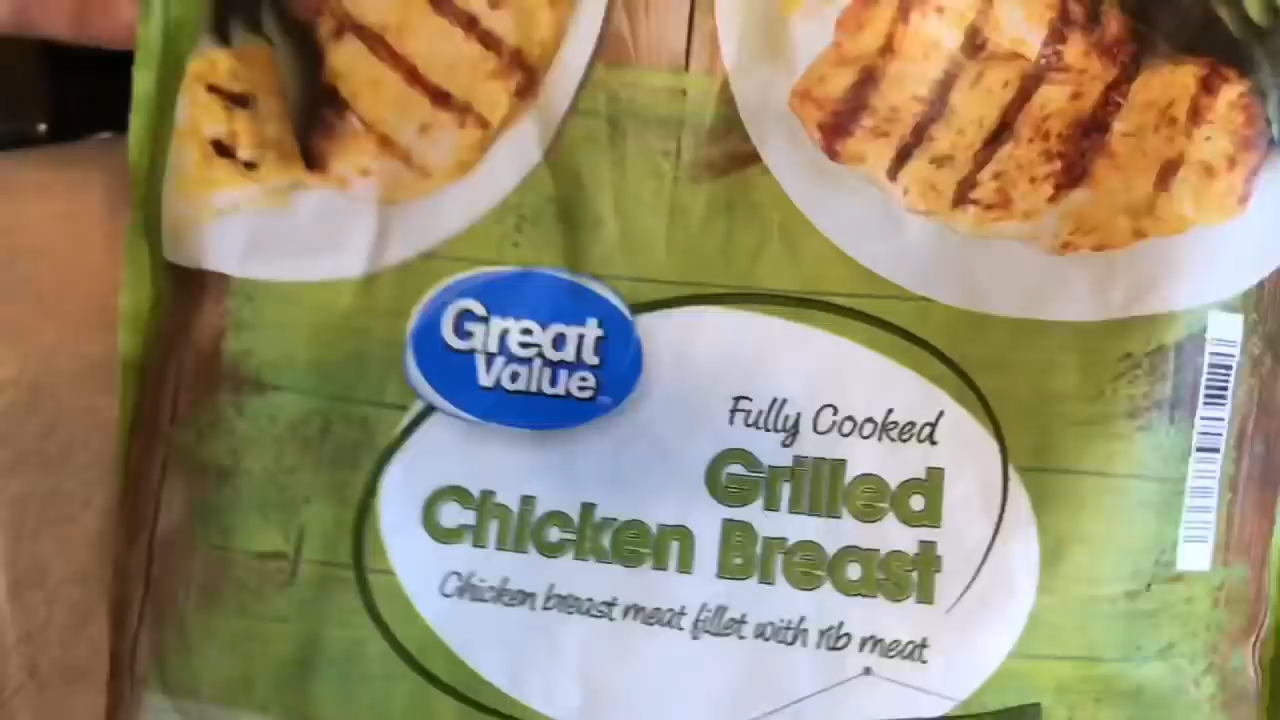 Great
Value
Fully Cooked
Grilled
Chicken Breast
Chicken breast meat fillet with rib meat